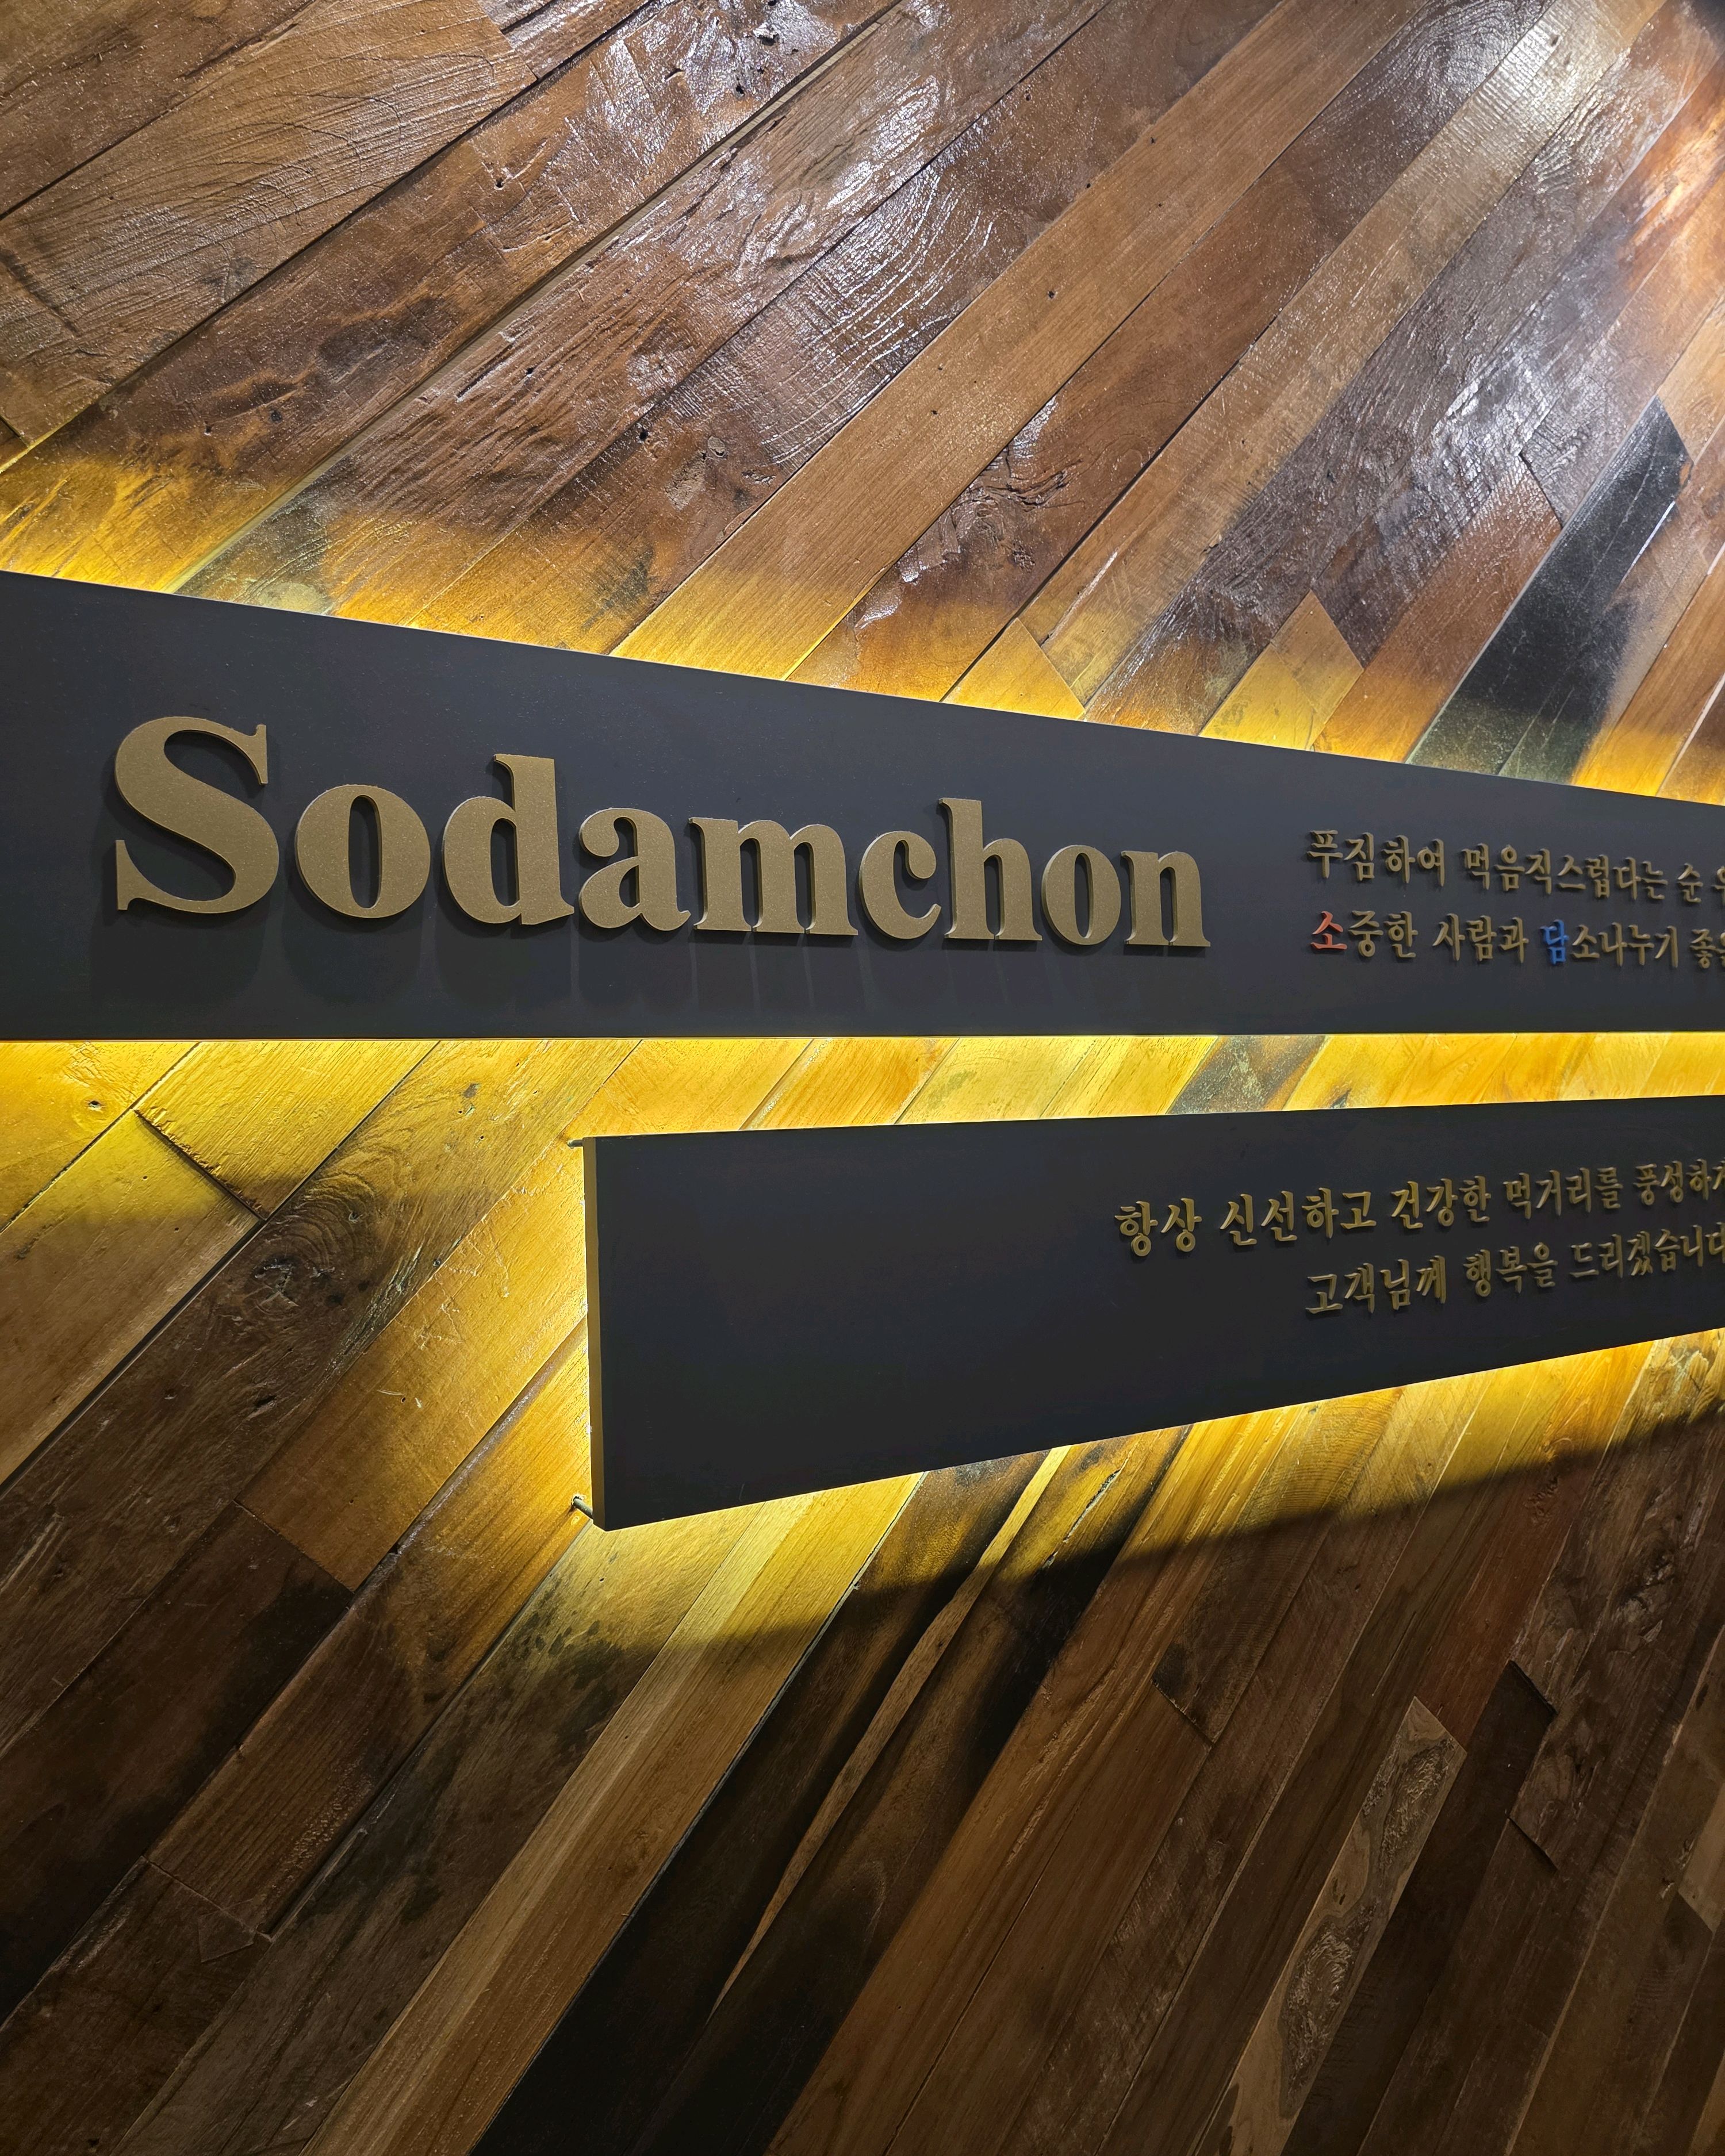 Sodamchon
푸짐하여 먹음직스럽다는 순
소중한 사람과 담소나누기
항상 신선하고 건강한 먹거리를 풍성하게
고객님께 행복을 드리겠습니다